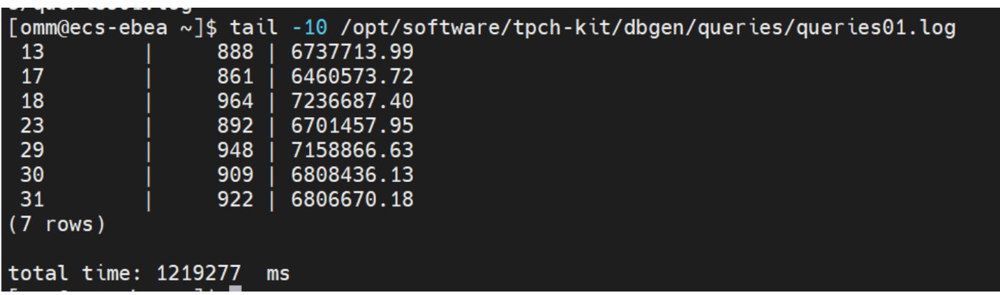 [omm@ecs-ebea ~]$ tail -10 /opt/software/tpch-kit/dbgen/queries/queries01.log
 13         |     888 | 6737713.99
 17         |     861 | 6460573.72
 18         |     964 | 7236687.40
 23         |     892 | 6701457.95
 29         |     948 | 7158866.63
 30         |     909 | 6808436.13
 31         |     922 | 6806670.18
(7 rows)

total time: 1219277  ms